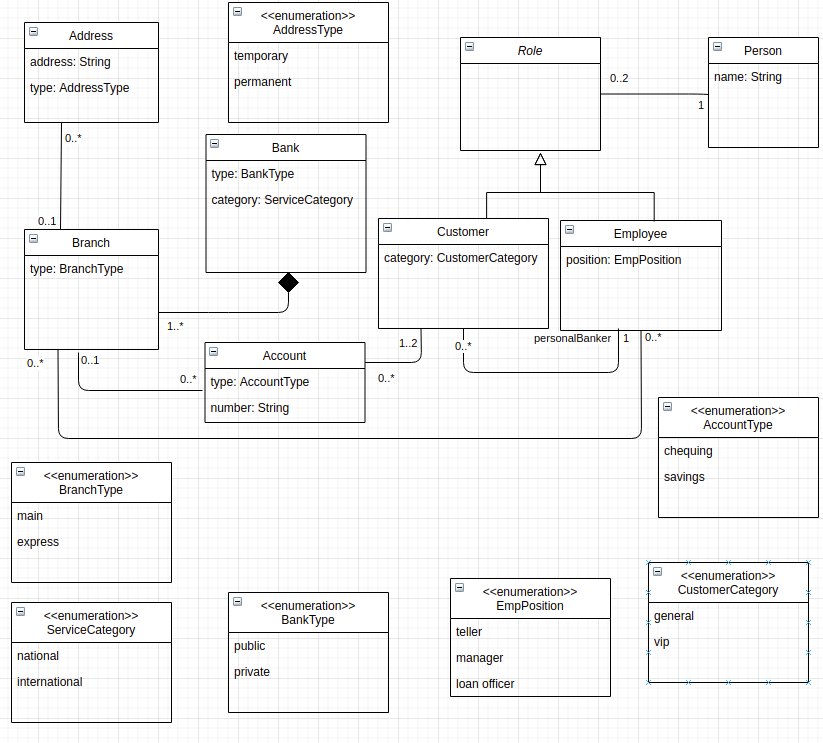 Address
address: String
type: AddressType
<<enumeration>>
AddressType
temporary
permanent
Role
Person
name: String
0..2
1
0..*
0..1
Bank
type: BankType
category: ServiceCategory
Branch
type: BranchType
Customer
category: CustomerCategory
Employee
position: EmpPosition
1..*
0..*
0..1
0..*
1..2
0..*
0..*
personalBanker
1
0..*
Account
type: AccountType
number: String
<<enumeration>>
AccountType
chequing
savings
<<enumeration>>
BranchType
main
express
<<enumeration>>
ServiceCategory
national
international
<<enumeration>>
BankType
public
private
<<enumeration>>
EmpPosition
teller
manager
loan officer
<<enumeration>>
CustomerCategory
general
vip